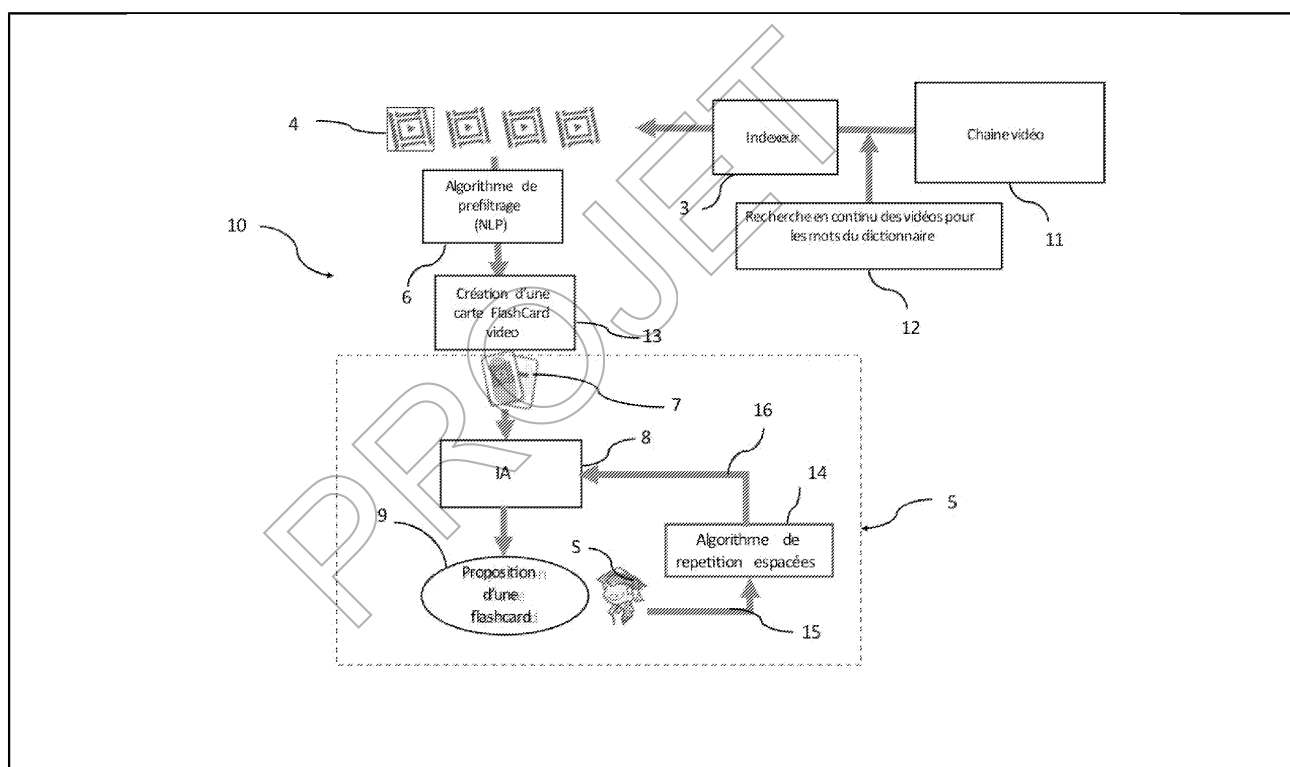 4
Indexeur
Chaine vidéo
3
Recherche en continu des vidéos pour
les mots du dictionnaire
11
12
Algorithme de
prefiltrage
(NLP)
10
6
Création d'une
carte FlashCard
video
13
7
16
8
IA
14
5
9
Algorithme de
repetition espacées
S
Proposition
d'une
flashcard
15
PROJET